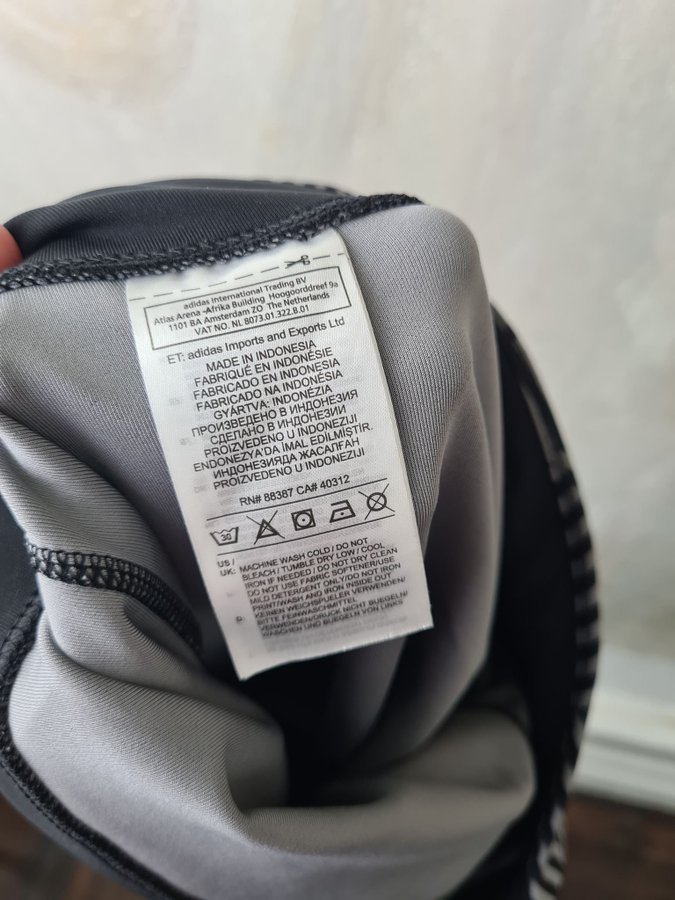 adidas International Trading BV
Atlas Arena -Afrika Building Hoogoorddreef 9a
1101 BA Amsterdam ZO The Netherlands
VAT NO. NL 8073.01.322.B.01
ET: adidas Imports and Exports Ltd
MADE IN INDONESIA
FABRIQUÉ EN INDONÉSIE
FABRICADO EN INDONESIA
FABRICADO NA INDONÉSIA
GYÁRTVA: INDONÉZIA
ПРОИЗВЕДЕНО В ИНДОНЕЗИЯ
СДЕЛАНО В ИНДОНЕЗИИ
PROIZVEDENO U INDONEZIJI
ENDONEZYA'DA İMAL EDİLMİŞTİR.
ИНДОНЕЗИЯДА ЖАСАЛҒАН
PROIZVEDENO U INDONEZIJI
RN# 88387 CA# 40312
30
US / MACHINE WASH COLD / DO NOT
UK: BLEACH / TUMBLE DRY LOW / COOL
IRON IF NEEDED / DO NOT DRY CLEAN
DO NOT USE FABRIC SOFTENER/USE
MILD DETERGENT ONLY/DO NOT IRON
PRINT/WASH AND IRON INSIDE OUT
D: KEINEN WEICHSPUELER VERWENDEN/
BITTE FEINWASCHMITTEL
VERWENDEN/DRUCK NICHT BUEGELN/
WASCHEN UND BUEGELN VON LINKS